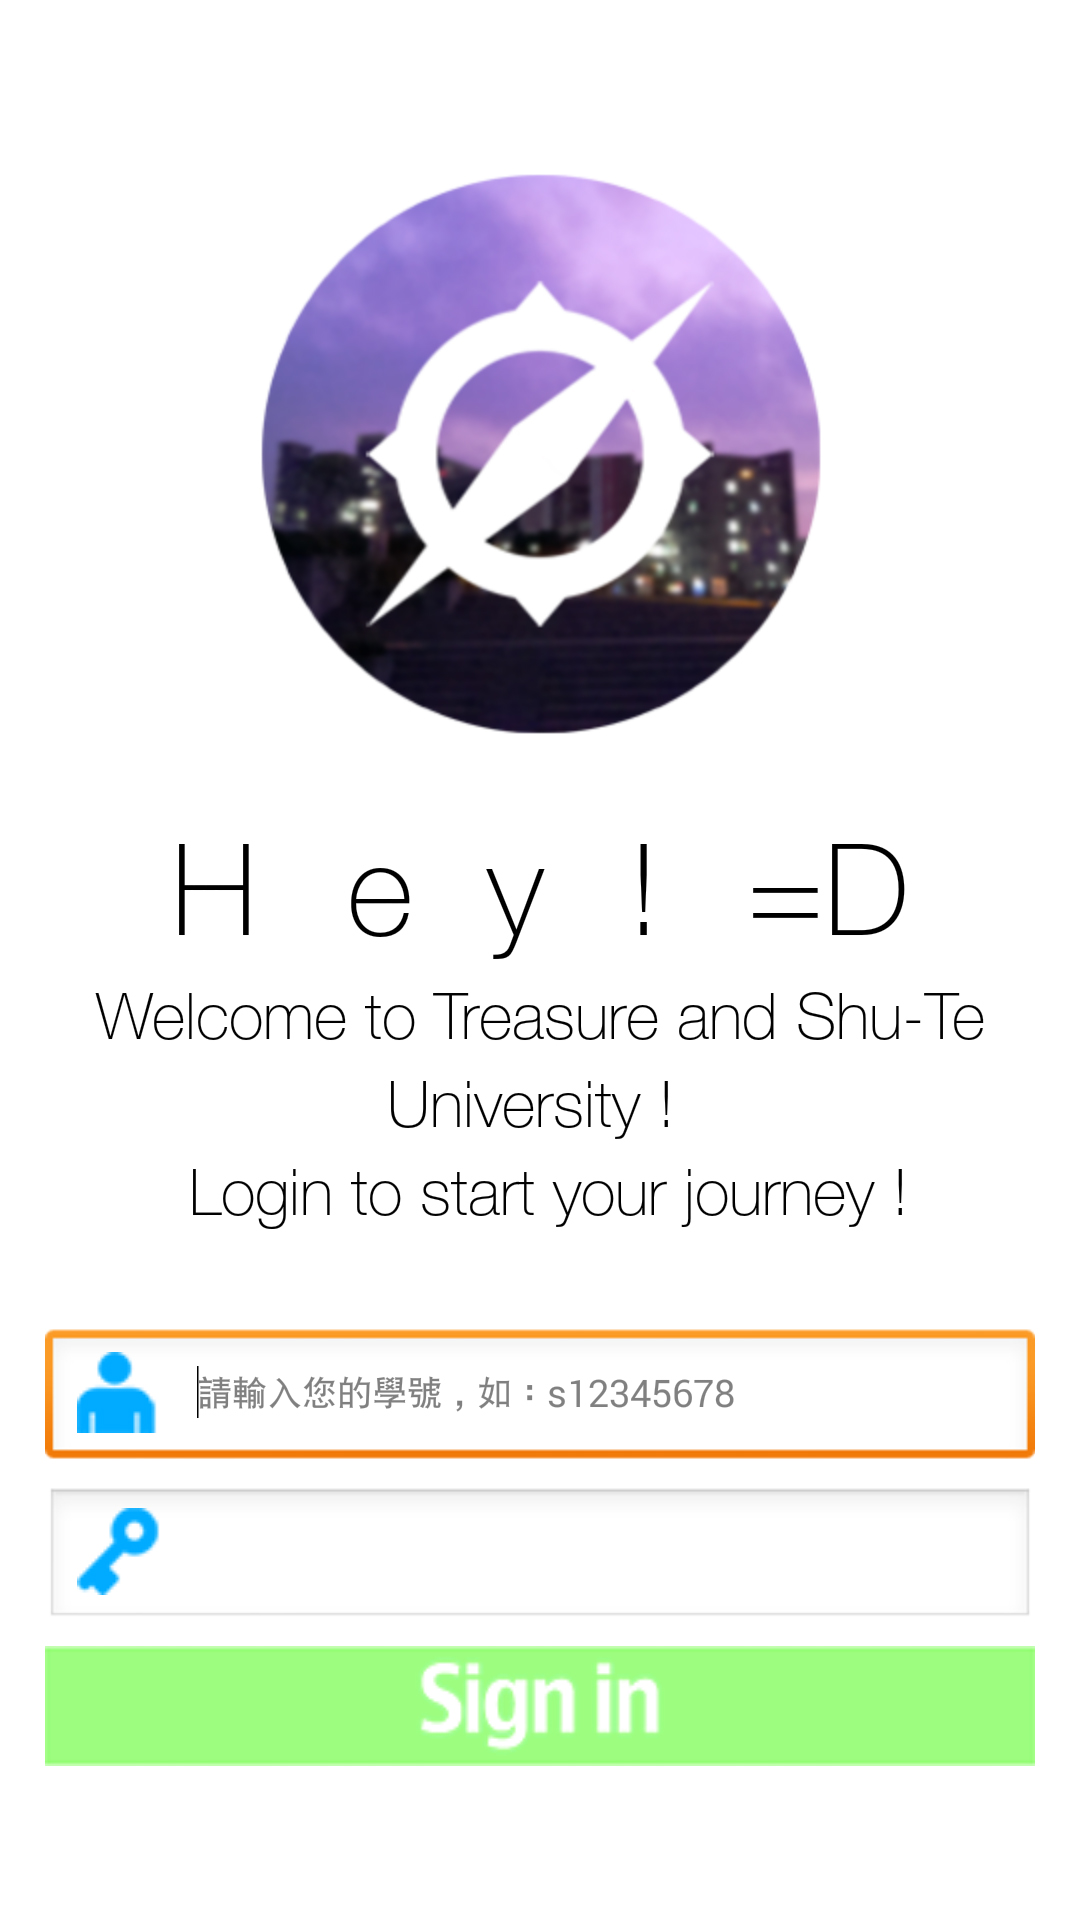 H e y ! =D
Welcome to Treasure and Shu-Te
University !
Login to start your journey !
請輸入您的學號，如：s12345678
Sign in